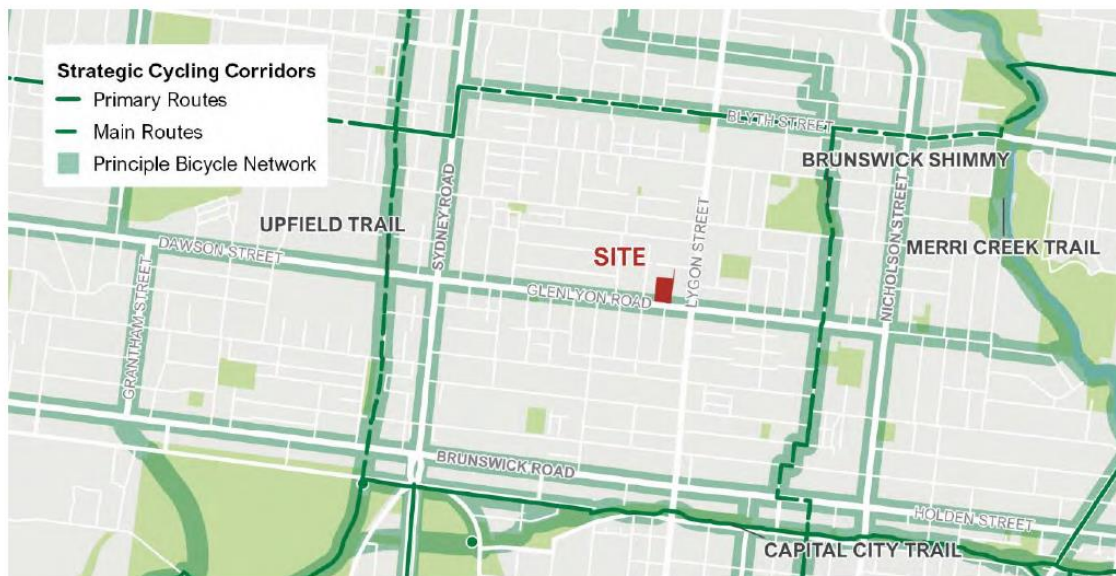 Strategic Cycling Corridors
Primary Routes
Main Routes
Principle Bicycle Network
BLYTH STREET
BRUNSWICK SHIMMY
UPFIELD TRAIL
SYDNEY ROAD
LYGON STREET
NICHOLSON STREET
MERRI CREEK TRAIL
DAWSON STREET
SITE
GLENLYON ROAD
GRANTHAM STREET
BRUNSWICK ROAD
HOLDEN STREET
CAPITAL CITY TRAIL